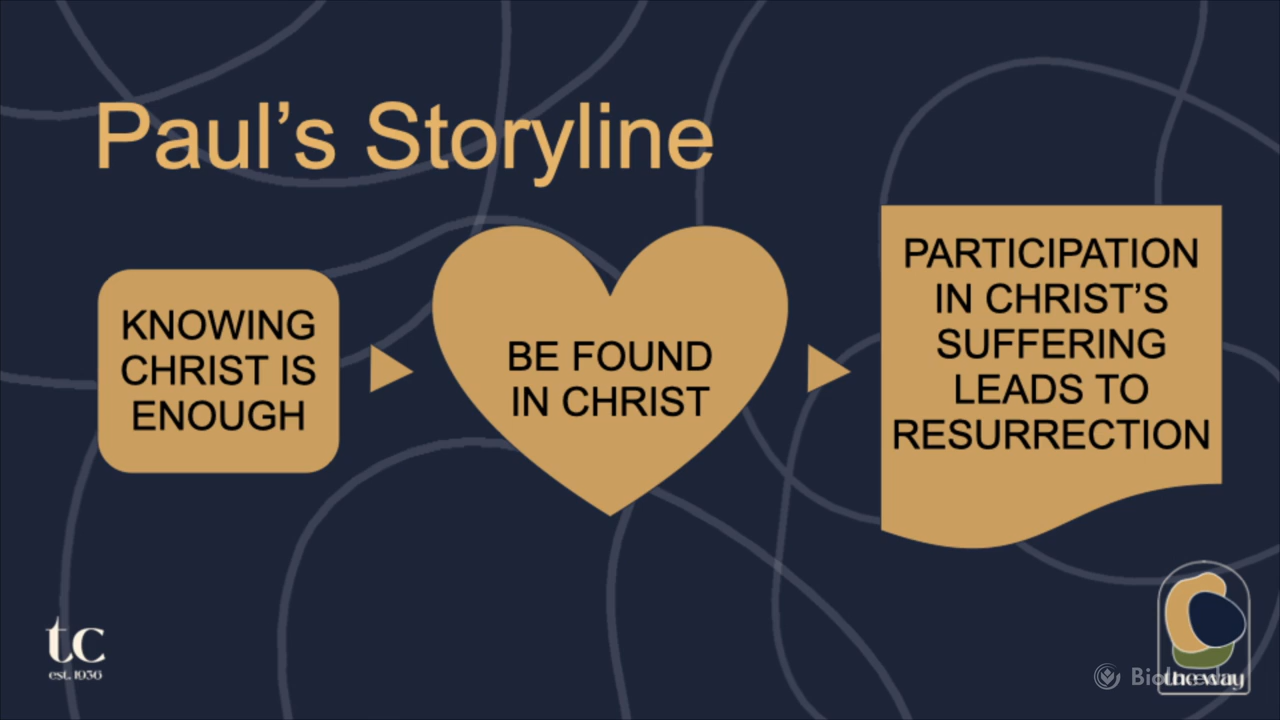 Paul’s Storyline
KNOWING
CHRIST IS
ENOUGH
BE FOUND
IN CHRIST
PARTICIPATION
IN CHRIST’S
SUFFERING
LEADS TO
RESURRECTION
tc
est. 1936
the way